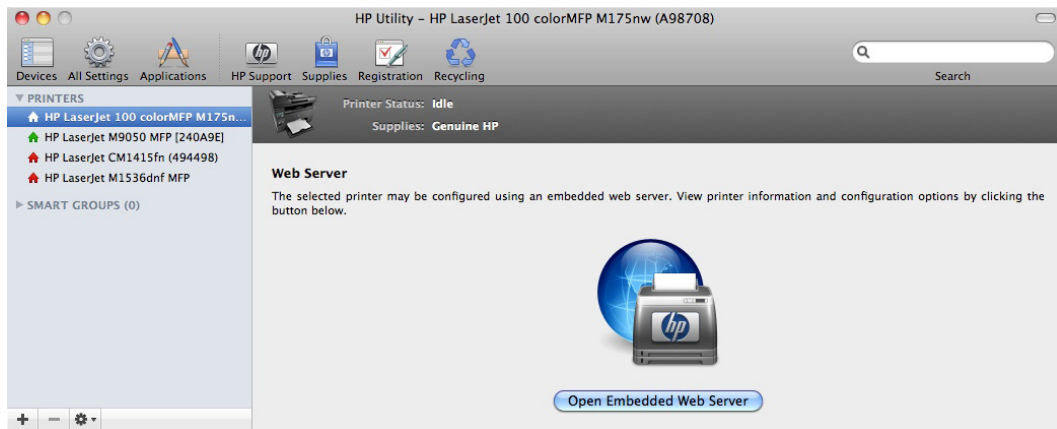 HP Utility – HP LaserJet 100 colorMFP M175nw (A98708)
Devices All Settings Applications HP Support Supplies Registration Recycling
Search
PRINTERS
HP LaserJet 100 colorMFP M175n...
HP LaserJet M9050 MFP [240A9E]
HP LaserJet CM1415fn (494498)
HP LaserJet M1536dnf MFP
SMART GROUPS (0)
Printer Status: Idle
Supplies: Genuine HP
Web Server
The selected printer may be configured using an embedded web server. View printer information and configuration options by clicking the
button below.
hp
Open Embedded Web Server